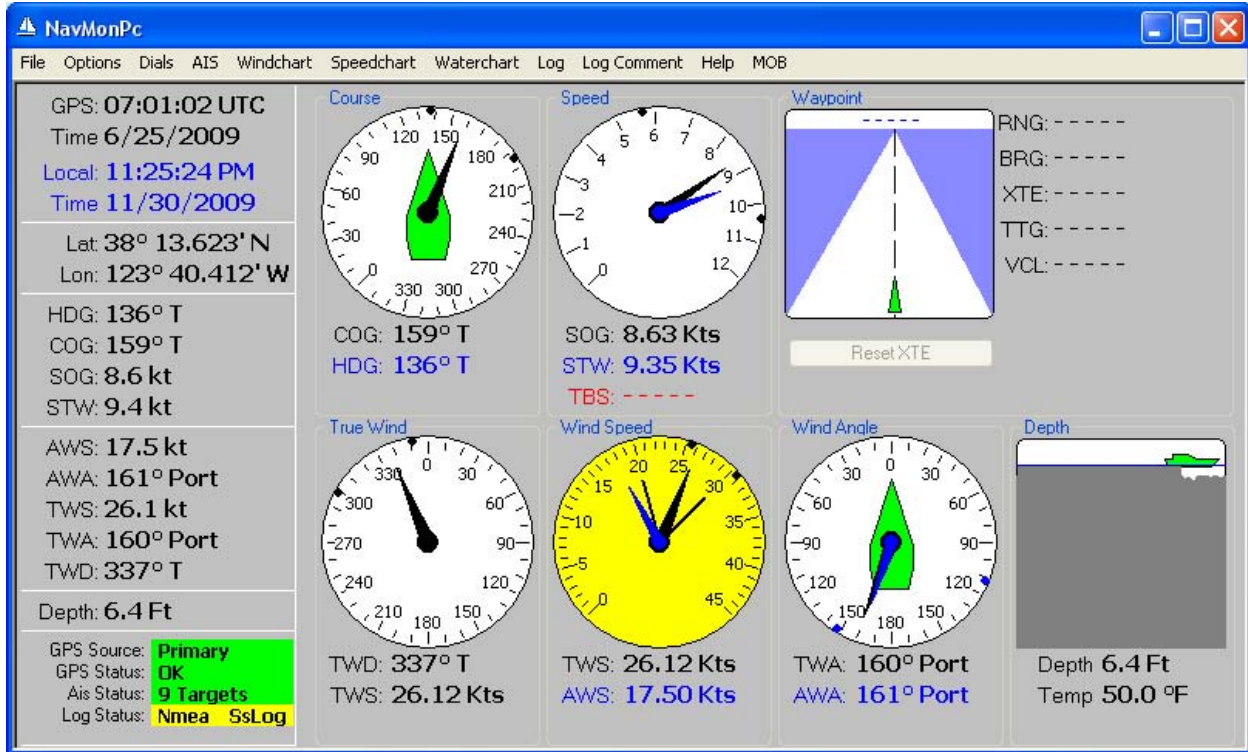 NavMonPc
File Options Dials AIS Windchart Speedchart Waterchart Log Log Comment Help MOB
GPS: 07:01:02 UTC
Time 6/25/2009
Local: 11:25:24 PM
Time 11/30/2009
Lat: 38° 13.623' N
Lon: 123° 40.412' W
HDG: 136° T
COG: 159° T
SOG: 8.6 kt
STW: 9.4 kt
AWS: 17.5 kt
AWA: 161° Port
TWS: 26.1 kt
TWA: 160° Port
TWD: 337° T
Depth: 6.4 Ft
GPS Source: Primary
GPS Status: OK
Ais Status: 9 Targets
Log Status: Nmea SsLog
Course
0 30 60 90 120 150 180 210 240 270 300 330
COG: 159° T
HDG: 136° T
Speed
0 1 2 3 4 5 6 7 8 9 10 11 12
SOG: 8.63 Kts
STW: 9.35 Kts
TBS: - - - - -
Waypoint
- - - - -
RNG: - - - - -
BRG: - - - - -
XTE: - - - - -
TTG: - - - - -
VCL: - - - - -
Reset XTE
True Wind
0 30 60 90 120 150 180 210 240 270 300 330
TWD: 337° T
TWS: 26.12 Kts
Wind Speed
0 5 10 15 20 25 30 35 40 45
TWS: 26.12 Kts
AWS: 17.50 Kts
Wind Angle
0 30 60 90 120 150 180 150 120 90 60 30
TWA: 160° Port
AWA: 161° Port
Depth
Depth 6.4 Ft
Temp 50.0 °F